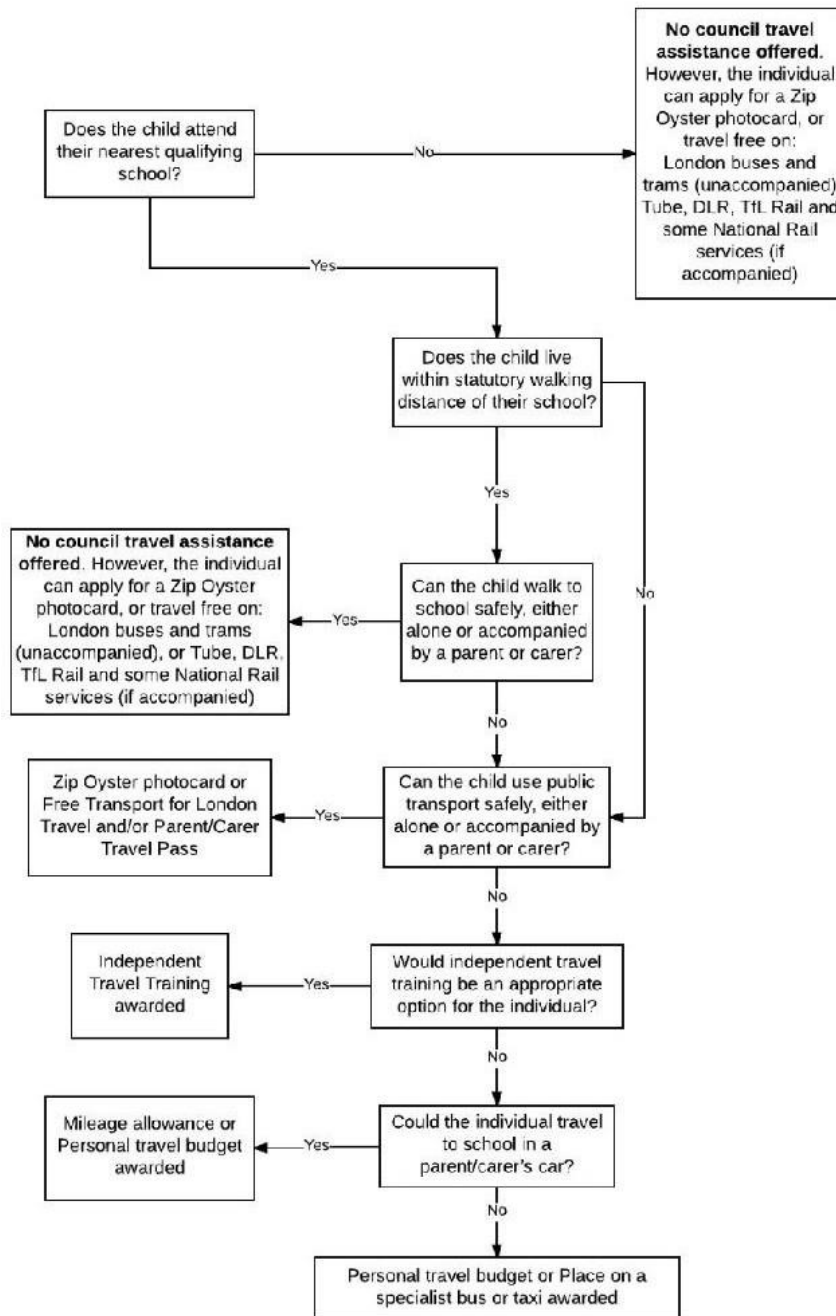 No council travel
assistance offered.
However, the individual
can apply for a Zip
Oyster photocard, or
travel free on:
London buses and
trams (unaccompanied)
Tube, DLR, TfL Rail and
some National Rail
services (if
accompanied)
Does the child attend
their nearest qualifying
school?
No
Yes
Does the child live
within statutory walking
distance of their school?
Yes
No
No council travel assistance
offered. However, the individual
can apply for a Zip Oyster
photocard, or travel free on:
London buses and trams
(unaccompanied), or Tube, DLR,
TfL Rail and some National Rail
services (if accompanied)
Yes
Can the child walk to
school safely, either
alone or accompanied
by a parent or carer?
No
Zip Oyster photocard or
Free Transport for London
Travel and/or Parent/Carer
Travel Pass
Yes
Can the child use public
transport safely, either
alone or accompanied by
a parent or carer?
No
Independent
Travel Training
awarded
Yes
Would independent travel
training be an appropriate
option for the individual?
No
Mileage allowance or
Personal travel budget
awarded
Yes
Could the individual travel
to school in a
parent/carer's car?
No
Personal travel budget or Place on a
specialist bus or taxi awarded